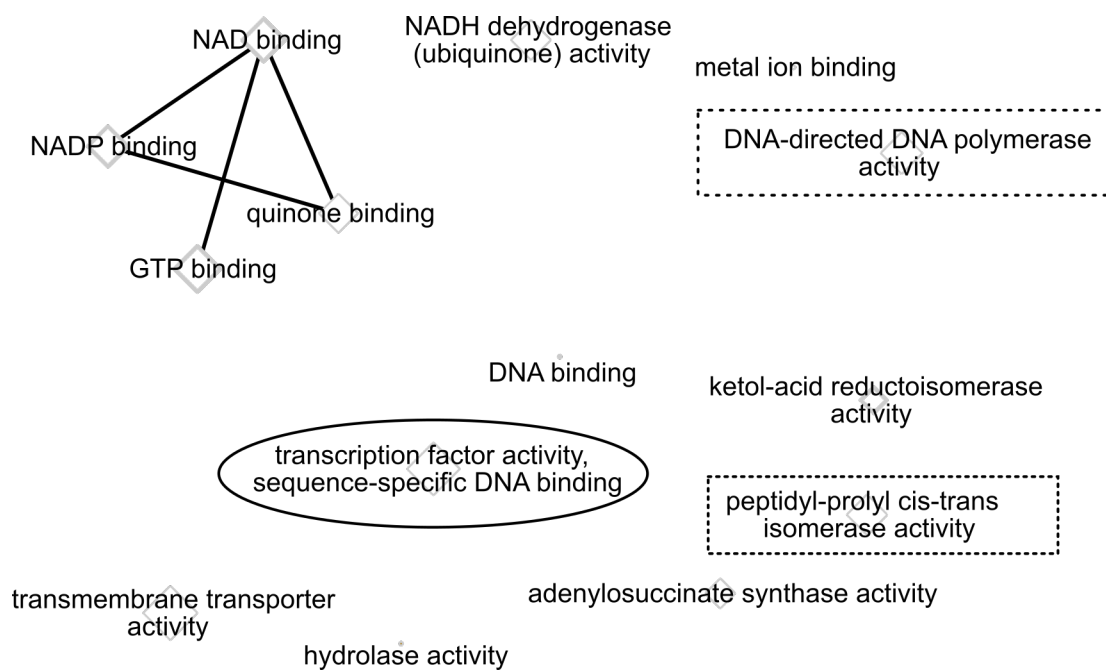 NAD binding
NADH dehydrogenase
(ubiquinone) activity
metal ion binding
DNA-directed DNA polymerase
activity
NADP binding
quinone binding
GTP binding
DNA binding
ketol-acid reductoisomerase
activity
transcription factor activity,
sequence-specific DNA binding
peptidyl-prolyl cis-trans
isomerase activity
adenylosuccinate synthase activity
transmembrane transporter
activity
hydrolase activity